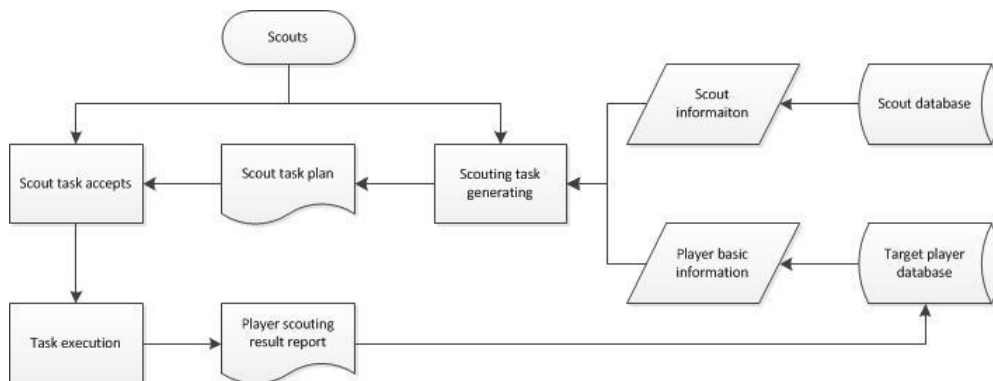 Scouts
Scout
informaiton
Scout database
Scout task accepts
Scout task plan
Scouting task
generating
Player basic
information
Target player
database
Task execution
Player scouting
result report